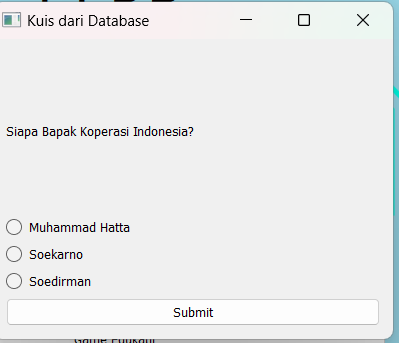 Kuis dari Database
Siapa Bapak Koperasi Indonesia?
Muhammad Hatta
Soekarno
Soedirman
Submit